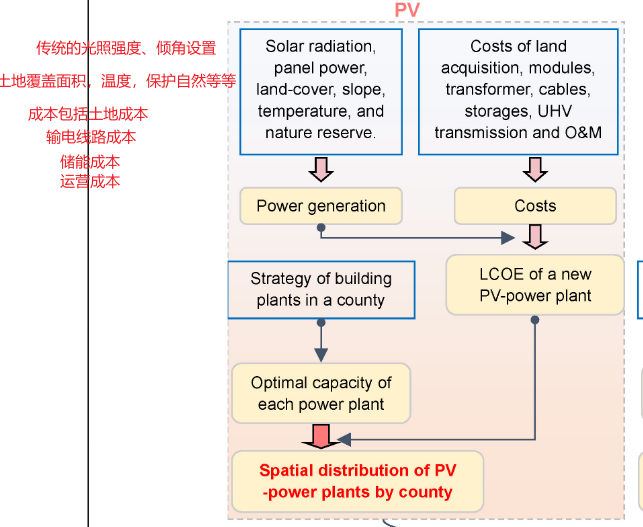 PV
传统的光照强度、倾角设置
土地覆盖面积，温度，保护自然等等
成本包括土地成本
输电线路成本
储能成本
运营成本
Solar radiation,
panel power,
land-cover, slope,
temperature, and
nature reserve.
Costs of land
acquisition, modules,
transformer, cables,
storages, UHV
transmission and O&M
Power generation
Costs
Strategy of building
plants in a county
LCOE of a new
PV-power plant
Optimal capacity of
each power plant
Spatial distribution of PV
-power plants by county